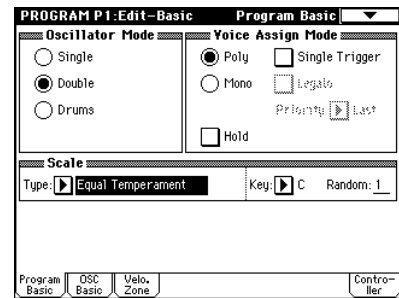 PROGRAM P1:Edit-Basic Program Basic
Oscillator Mode
Single
Double
Drums
Voice Assign Mode
Poly Single Trigger
Mono Legato
Priority Last
Hold
Scale
Type: Equal Temperament Key: C Random: 1
Program Basic
OSC Basic
Velo. Zone
Contro-
ller